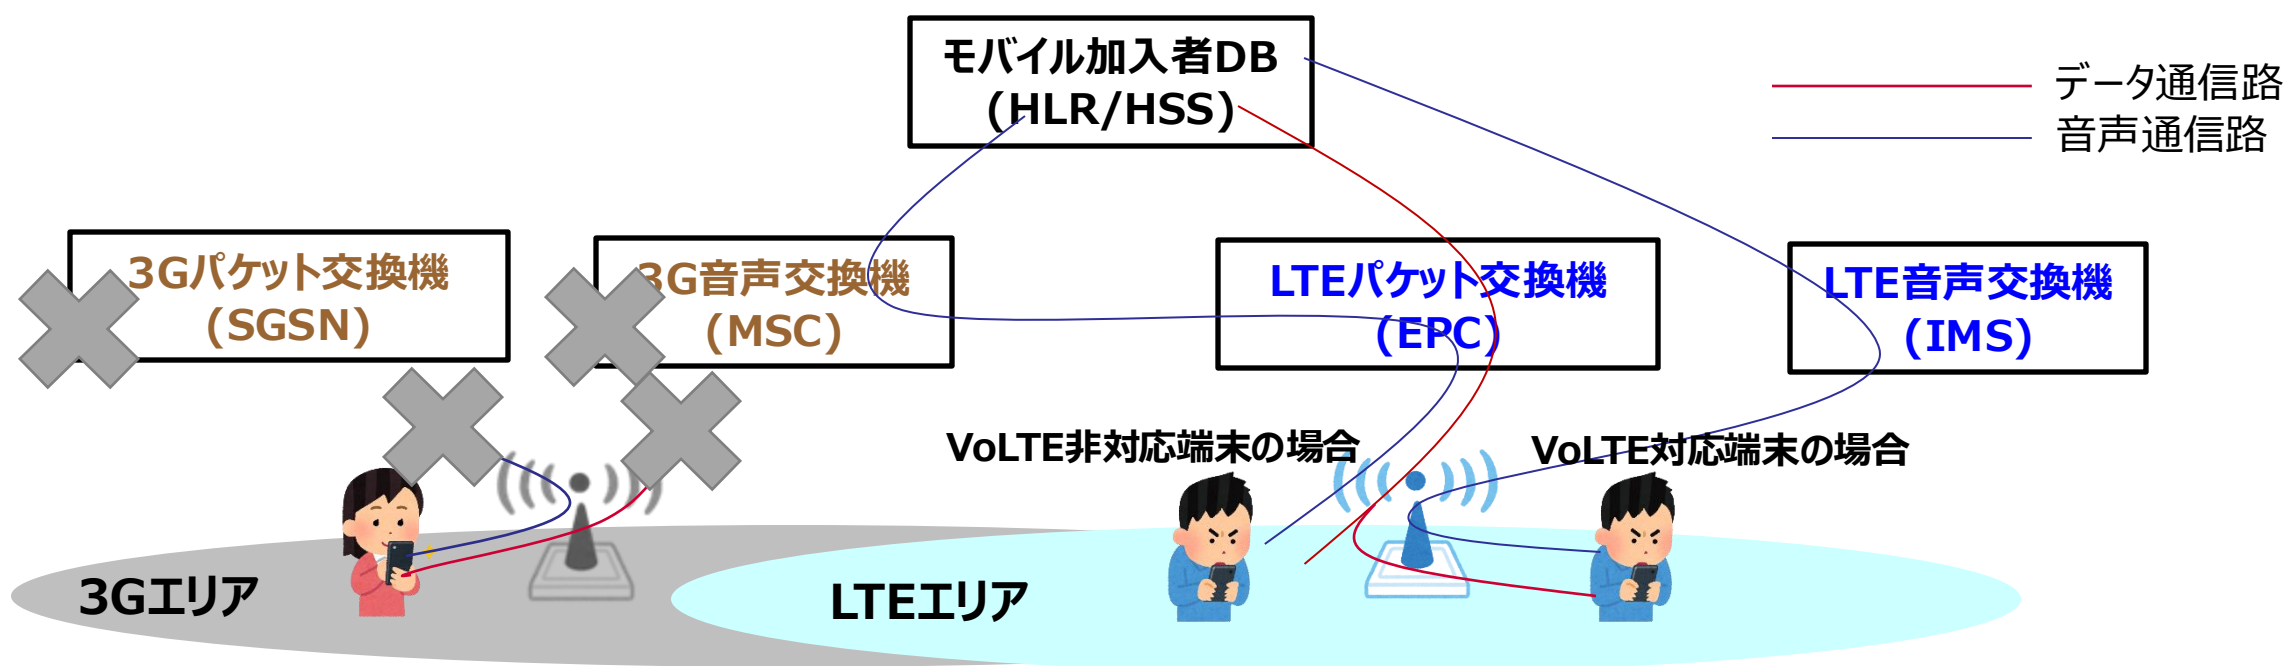 モバイル加入者DB
(HLR/HSS)
データ通信路
音声通信路
3Gパケット交換機
(SGSN)
3G音声交換機
(MSC)
LTEパケット交換機
(EPC)
LTE音声交換機
(IMS)
VoLTE非対応端末の場合
VoLTE対応端末の場合
3Gエリア
LTEエリア